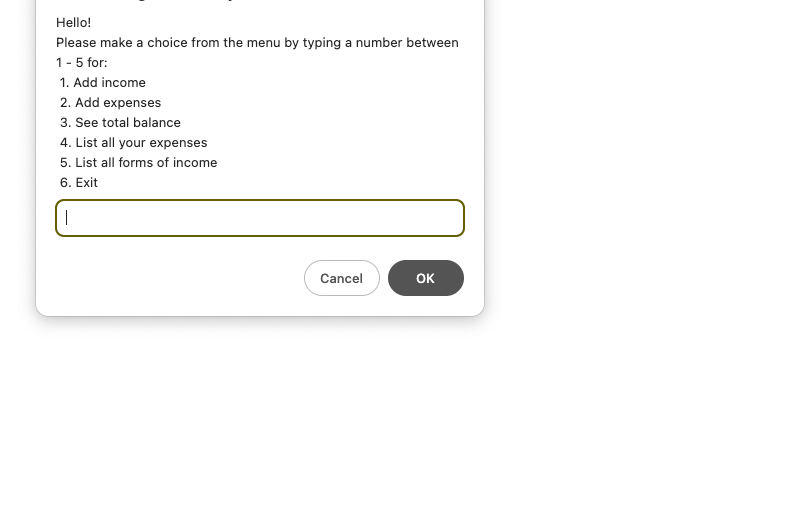 Hello!
Please make a choice from the menu by typing a number between
1 - 5 for:
1. Add income
2. Add expenses
3. See total balance
4. List all your expenses
5. List all forms of income
6. Exit
Cancel
OK